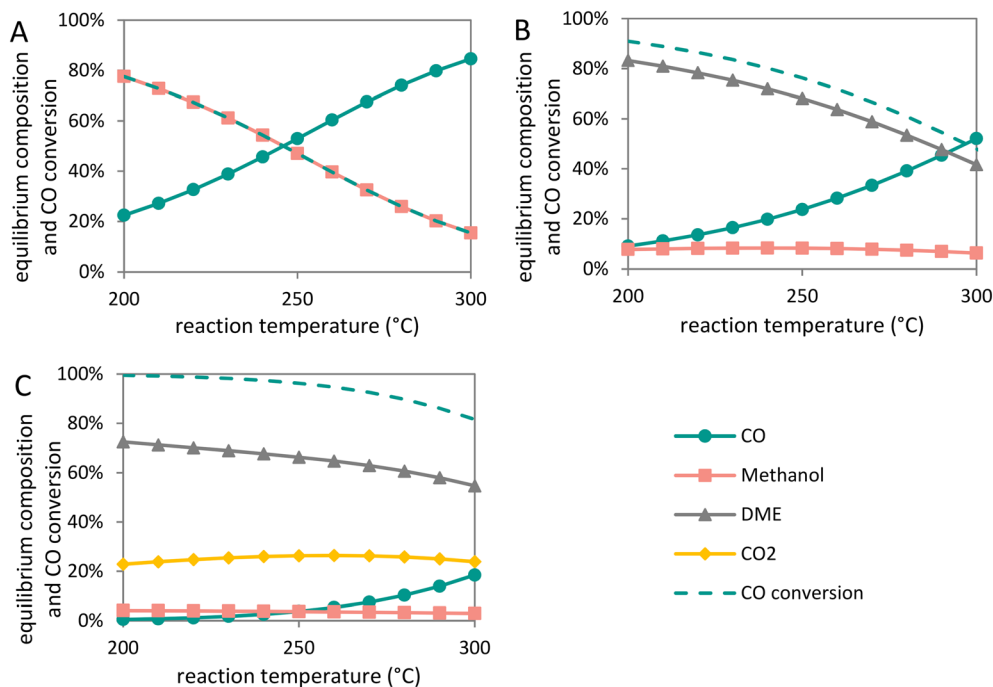 A
100%
80%
60%
40%
20%
0%
200
250
300
equilibrium composition
and CO conversion
reaction temperature (°C)
B
100%
80%
60%
40%
20%
0%
200
250
300
equilibrium composition
and CO conversion
reaction temperature (°C)
C
100%
80%
60%
40%
20%
0%
200
250
300
equilibrium composition
and CO conversion
reaction temperature (°C)
CO
Methanol
DME
CO2
CO conversion